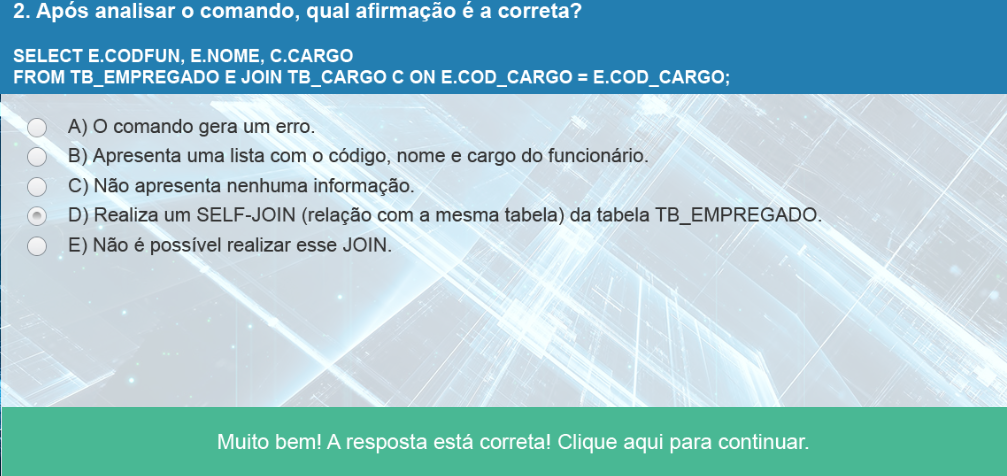 2. Após analisar o comando, qual afirmação é a correta?
SELECT E.CODFUN, E.NOME, C.CARGO
FROM TB_EMPREGADO E JOIN TB_CARGO C ON E.COD_CARGO = E.COD_CARGO;
A) O comando gera um erro.
B) Apresenta uma lista com o código, nome e cargo do funcionário.
C) Não apresenta nenhuma informação.
D) Realiza um SELF-JOIN (relação com a mesma tabela) da tabela TB_EMPREGADO.
E) Não é possível realizar esse JOIN.
Muito bem! A resposta está correta! Clique aqui para continuar.